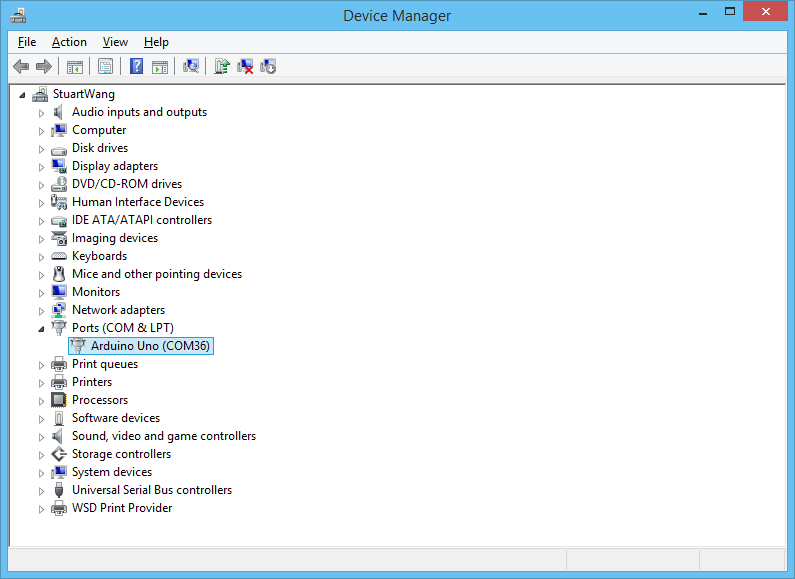 Device Manager
File Action View Help
StuartWang
Audio inputs and outputs
Computer
Disk drives
Display adapters
DVD/CD-ROM drives
Human Interface Devices
IDE ATA/ATAPI controllers
Imaging devices
Keyboards
Mice and other pointing devices
Monitors
Network adapters
Ports (COM & LPT)
Arduino Uno (COM36)
Print queues
Printers
Processors
Software devices
Sound, video and game controllers
Storage controllers
System devices
Universal Serial Bus controllers
WSD Print Provider